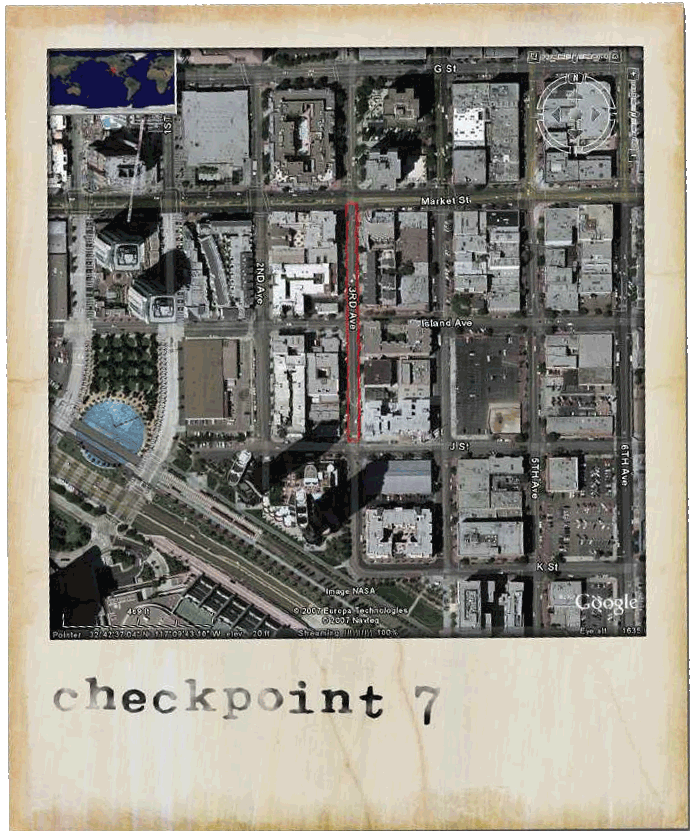 G St
N
1ST
Market St.
2ND Ave
3RD Ave
Island Ave
J St
5TH Ave
6TH Ave
K St
Image NASA
© 2007 Europa Technologies
© 2007 Navteq
Google
469 ft
Pointer 32°42'37.04" N 117°09'43.10" W elev 20 ft Streaming |||||||||| 100% Eye alt 1635
checkpoint 7